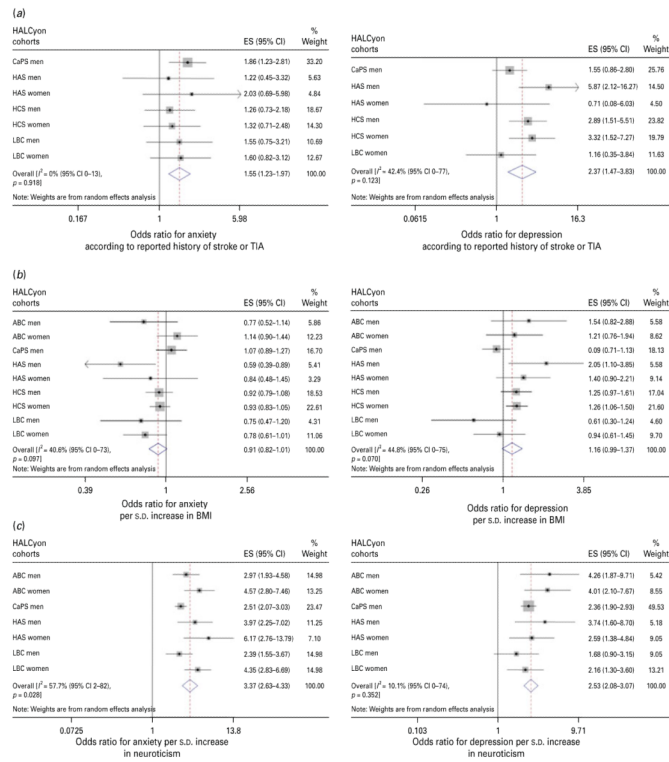 (a)
HALCyon
cohorts
ES (95% CI)
%
Weight
CaPS men 1.86 (1.23–2.81) 33.20
HAS men 1.22 (0.45–3.32) 5.63
HAS women 2.03 (0.69–5.98) 4.84
HCS men 1.26 (0.73–2.18) 18.67
HCS women 1.32 (0.71–2.48) 14.30
LBC men 1.55 (0.75–3.21) 10.69
LBC women 1.60 (0.82–3.12) 12.67
Overall [I² = 0% (95% CI 0–13), 1.55 (1.23–1.97) 100.00
p = 0.918]
Note: Weights are from random effects analysis
0.167 1 5.98
Odds ratio for anxiety
according to reported history of stroke or TIA
HALCyon
cohorts
ES (95% CI)
%
Weight
CaPS men 1.55 (0.86–2.80) 25.76
HAS men 5.87 (2.12–16.27) 14.50
HAS women 0.71 (0.08–6.03) 4.50
HCS men 2.89 (1.51–5.51) 23.82
HCS women 3.32 (1.52–7.27) 19.79
LBC women 1.16 (0.35–3.84) 11.63
Overall [I² = 42.4% (95% CI 0–77), 2.37 (1.47–3.83) 100.00
p = 0.123]
Note: Weights are from random effects analysis
0.0615 1 16.3
Odds ratio for depression
according to reported history of stroke or TIA
(b)
HALCyon
cohorts
ES (95% CI)
%
Weight
ABC men 0.77 (0.52–1.14) 5.86
ABC women 1.14 (0.90–1.44) 12.23
CaPS men 1.07 (0.89–1.27) 16.70
HAS men 0.59 (0.39–0.89) 5.41
HAS women 0.84 (0.48–1.45) 3.29
HCS men 0.92 (0.79–1.08) 18.53
HCS women 0.93 (0.83–1.05) 22.61
LBC men 0.75 (0.47–1.20) 4.31
LBC women 0.78 (0.61–1.01) 11.06
Overall [I² = 40.6% (95% CI 0–73), 0.91 (0.82–1.01) 100.00
p = 0.097]
Note: Weights are from random effects analysis
0.39 1 2.56
Odds ratio for anxiety
per S.D. increase in BMI
HALCyon
cohorts
ES (95% CI)
%
Weight
ABC men 1.54 (0.82–2.88) 5.58
ABC women 1.21 (0.76–1.94) 8.62
CaPS men 0.09 (0.71–1.13) 18.13
HAS men 2.05 (1.10–3.85) 5.58
HAS women 1.40 (0.90–2.21) 9.14
HCS men 1.25 (0.97–1.61) 17.04
HCS women 1.26 (1.06–1.50) 21.60
LBC men 0.61 (0.30–1.24) 4.60
LBC women 0.94 (0.61–1.45) 9.70
Overall [I² = 44.8% (95% CI 0–75), 1.16 (0.99–1.37) 100.00
p = 0.070]
Note: Weights are from random effects analysis
0.26 1 3.85
Odds ratio for depression
per S.D. increase in BMI
(c)
HALCyon
cohorts
ES (95% CI)
%
Weight
ABC men 2.97 (1.93–4.58) 14.98
ABC women 4.57 (2.80–7.46) 13.25
CaPS men 2.51 (2.07–3.03) 23.47
HAS men 3.97 (2.25–7.02) 11.25
HAS women 6.17 (2.76–13.79) 7.10
LBC men 2.39 (1.55–3.67) 14.98
LBC women 4.35 (2.83–6.69) 14.98
Overall [I² = 57.7% (95% CI 2–82), 3.37 (2.63–4.33) 100.00
p = 0.028]
Note: Weights are from random effects analysis
0.0725 1 13.8
Odds ratio for anxiety per S.D. increase
in neuroticism
HALCyon
cohorts
ES (95% CI)
%
Weight
ABC men 4.26 (1.87–9.71) 5.42
ABC women 4.01 (2.10–7.67) 8.55
CaPS men 2.36 (1.90–2.93) 49.53
HAS men 3.74 (1.60–8.70) 5.18
HAS women 2.59 (1.38–4.84) 9.05
LBC men 1.68 (0.90–3.15) 9.05
LBC women 2.16 (1.30–3.60) 13.21
Overall [I² = 10.1% (95% CI 0–74), 2.53 (2.08–3.07) 100.00
p = 0.352]
Note: Weights are from random effects analysis
0.103 1 9.71
Odds ratio for depression per S.D. increase
in neuroticism